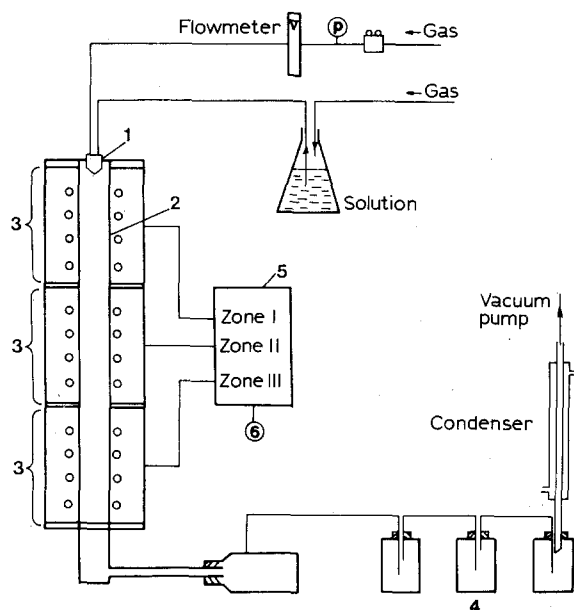 Flowmeter
P
← Gas
← Gas
1
Solution
3
2
5
Zone I
Zone II
Zone III
6
3
3
Vacuum
pump
Condenser
4